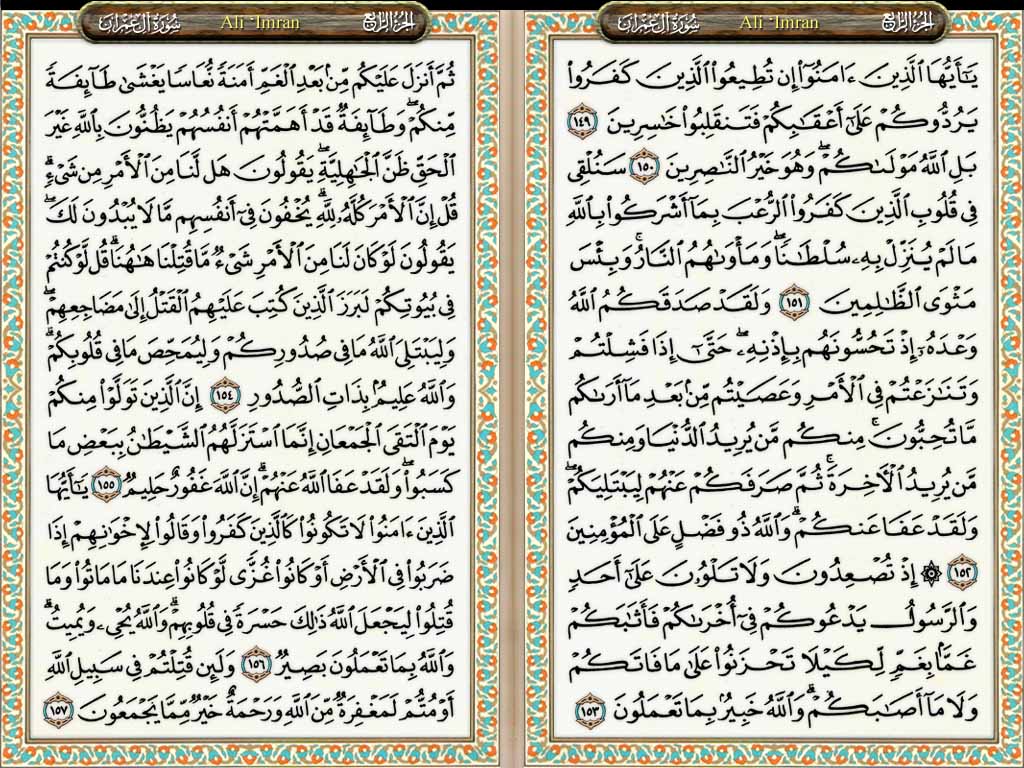 الجزء الرابع Ali 'Imran سورة آل عمران
يَـٰٓأَيُّهَا ٱلَّذِينَ ءَامَنُوٓا۟ إِن تُطِيعُوا۟ ٱلَّذِينَ كَفَرُوا۟
يَرُدُّوكُمْ عَلَىٰٓ أَعْقَـٰبِكُمْ فَتَنقَلِبُوا۟ خَـٰسِرِينَ ١٤٩
بَلِ ٱللَّهُ مَوْلَىٰكُمْ ۖ وَهُوَ خَيْرُ ٱلنَّـٰصِرِينَ ١٥٠ سَنُلْقِى
فِى قُلُوبِ ٱلَّذِينَ كَفَرُوا۟ ٱلرُّعْبَ بِمَآ أَشْرَكُوا۟ بِٱللَّهِ
مَا لَمْ يُنَزِّلْ بِهِۦ سُلْطَـٰنًا ۖ وَمَأْوَىٰهُمُ ٱلنَّارُ ۚ وَبِئْسَ
مَثْوَى ٱلظَّـٰلِمِينَ ١٥١ وَلَقَدْ صَدَقَكُمُ ٱللَّهُ
وَعْدَهُۥٓ إِذْ تَحُسُّونَهُم بِإِذْنِهِۦ ۖ حَتَّىٰٓ إِذَا فَشِلْتُمْ
وَتَنَـٰزَعْتُمْ فِى ٱلْأَمْرِ وَعَصَيْتُم مِّنۢ بَعْدِ مَآ أَرَىٰكُم
مَّا تُحِبُّونَ ۚ مِنكُم مَّن يُرِيدُ ٱلدُّنْيَا وَمِنكُم
مَّن يُرِيدُ ٱلْـَٔاخِرَةَ ۚ ثُمَّ صَرَفَكُمْ عَنْهُمْ لِيَبْتَلِيَكُمْ ۖ
وَلَقَدْ عَفَا عَنكُمْ ۗ وَٱللَّهُ ذُو فَضْلٍ عَلَى ٱلْمُؤْمِنِينَ
١٥٢ ۞ إِذْ تُصْعِدُونَ وَلَا تَلْوُۥنَ عَلَىٰٓ أَحَدٍ
وَٱلرَّسُولُ يَدْعُوكُمْ فِىٓ أُخْرَىٰكُمْ فَأَثَـٰبَكُمْ
غَمًّۢا بِغَمٍّ لِّكَيْلَا تَحْزَنُوا۟ عَلَىٰ مَا فَاتَكُمْ
وَلَا مَآ أَصَـٰبَكُمْ ۗ وَٱللَّهُ خَبِيرٌۢ بِمَا تَعْمَلُونَ ١٥٣
الجزء الرابع Ali 'Imran سورة آل عمران
ثُمَّ أَنزَلَ عَلَيْكُم مِّنۢ بَعْدِ ٱلْغَمِّ أَمَنَةً نُّعَاسًا يَغْشَىٰ طَآئِفَةً
مِّنكُمْ ۖ وَطَآئِفَةٌ قَدْ أَهَمَّتْهُمْ أَنفُسُهُمْ يَظُنُّونَ بِٱللَّهِ غَيْرَ
ٱلْحَقِّ ظَنَّ ٱلْجَـٰهِلِيَّةِ ۖ يَقُولُونَ هَل لَّنَا مِنَ ٱلْأَمْرِ مِن شَىْءٍ ۗ
قُلْ إِنَّ ٱلْأَمْرَ كُلَّهُۥ لِلَّهِ ۗ يُخْفُونَ فِىٓ أَنفُسِهِم مَّا لَا يُبْدُونَ لَكَ ۖ
يَقُولُونَ لَوْ كَانَ لَنَا مِنَ ٱلْأَمْرِ شَىْءٌ مَّا قُتِلْنَا هَـٰهُنَا ۗ قُل لَّوْ كُنتُمْ
فِى بُيُوتِكُمْ لَبَرَزَ ٱلَّذِينَ كُتِبَ عَلَيْهِمُ ٱلْقَتْلُ إِلَىٰ مَضَاجِعِهِمْ ۖ
وَلِيَبْتَلِىَ ٱللَّهُ مَا فِى صُدُورِكُمْ وَلِيُمَحِّصَ مَا فِى قُلُوبِكُمْ ۗ
وَٱللَّهُ عَلِيمٌۢ بِذَاتِ ٱلصُّدُورِ ١٥٤ إِنَّ ٱلَّذِينَ تَوَلَّوْا۟ مِنكُمْ
يَوْمَ ٱلْتَقَى ٱلْجَمْعَانِ إِنَّمَا ٱسْتَزَلَّهُمُ ٱلشَّيْطَـٰنُ بِبَعْضِ مَا
كَسَبُوا۟ ۖ وَلَقَدْ عَفَا ٱللَّهُ عَنْهُمْ ۗ إِنَّ ٱللَّهَ غَفُورٌ حَلِيمٌ ١٥٥ يَـٰٓأَيُّهَا
ٱلَّذِينَ ءَامَنُوا۟ لَا تَكُونُوا۟ كَٱلَّذِينَ كَفَرُوا۟ وَقَالُوا۟ لِإِخْوَٰنِهِمْ إِذَا
ضَرَبُوا۟ فِى ٱلْأَرْضِ أَوْ كَانُوا۟ غُزًّى لَّوْ كَانُوا۟ عِندَنَا مَا مَاتُوا۟ وَمَا
قُتِلُوا۟ لِيَجْعَلَ ٱللَّهُ ذَٰلِكَ حَسْرَةً فِى قُلُوبِهِمْ ۗ وَٱللَّهُ يُحْىِۦ وَيُمِيتُ ۗ
وَٱللَّهُ بِمَا تَعْمَلُونَ بَصِيرٌ ١٥٦ وَلَئِن قُتِلْتُمْ فِى سَبِيلِ ٱللَّهِ
أَوْ مُتُّمْ لَمَغْفِرَةٌ مِّنَ ٱللَّهِ وَرَحْمَةٌ خَيْرٌ مِّمَّا يَجْمَعُونَ ١٥٧